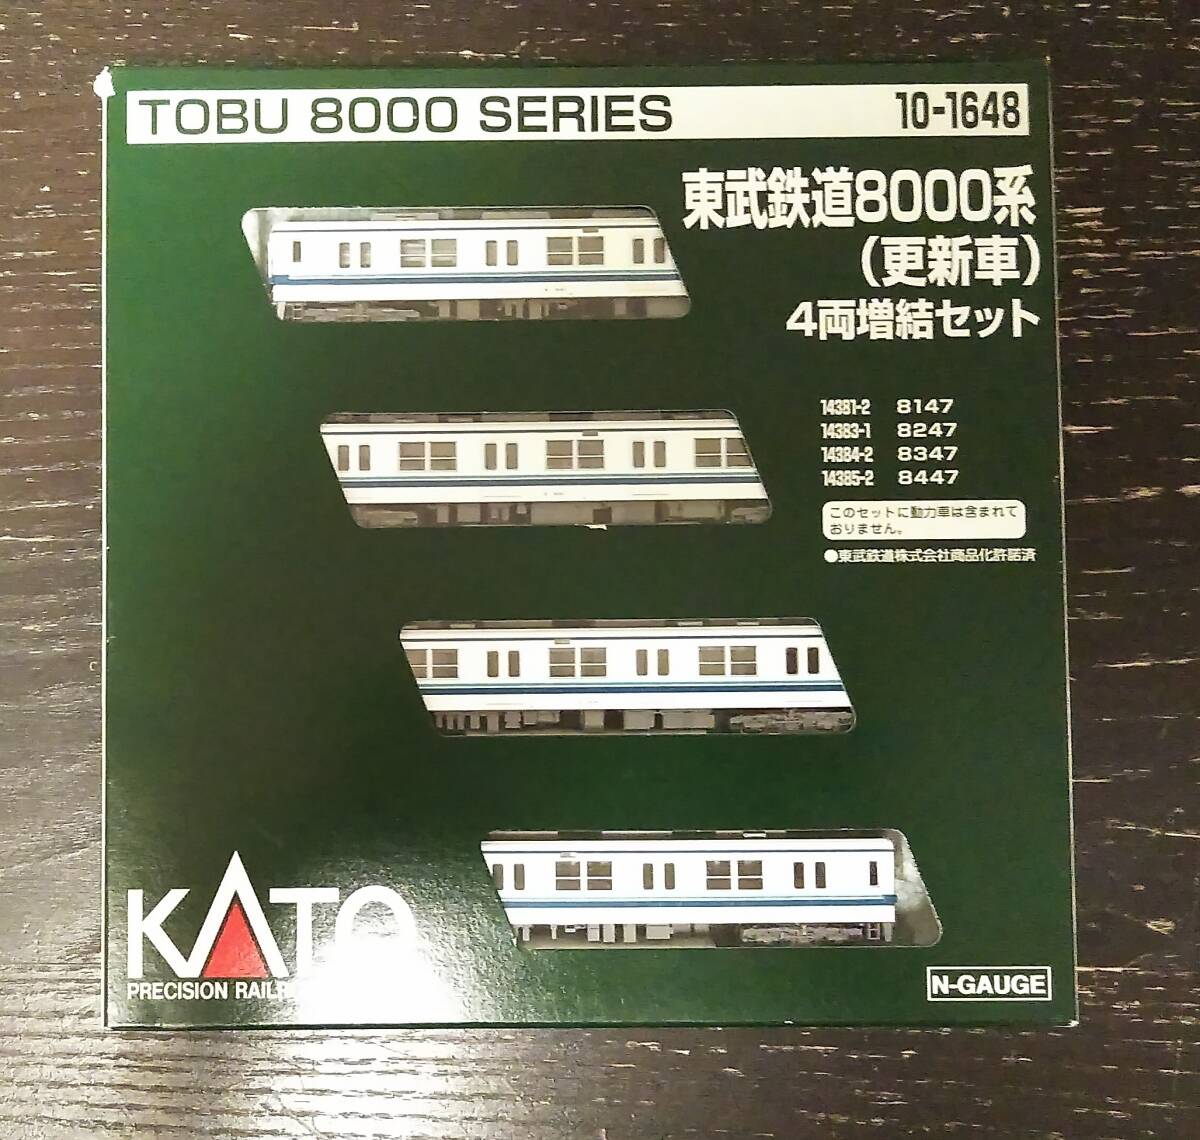 TOBU 8000 SERIES 10-1648
東武鉄道8000系
(更新車)
4両増結セット
14381-2 8147
14383-1 8247
14384-2 8347
14385-2 8447
このセットに動力車は含まれて
おりません。
●東武鉄道株式会社商品化許諾済
KATO
PRECISION
N-GAUGE